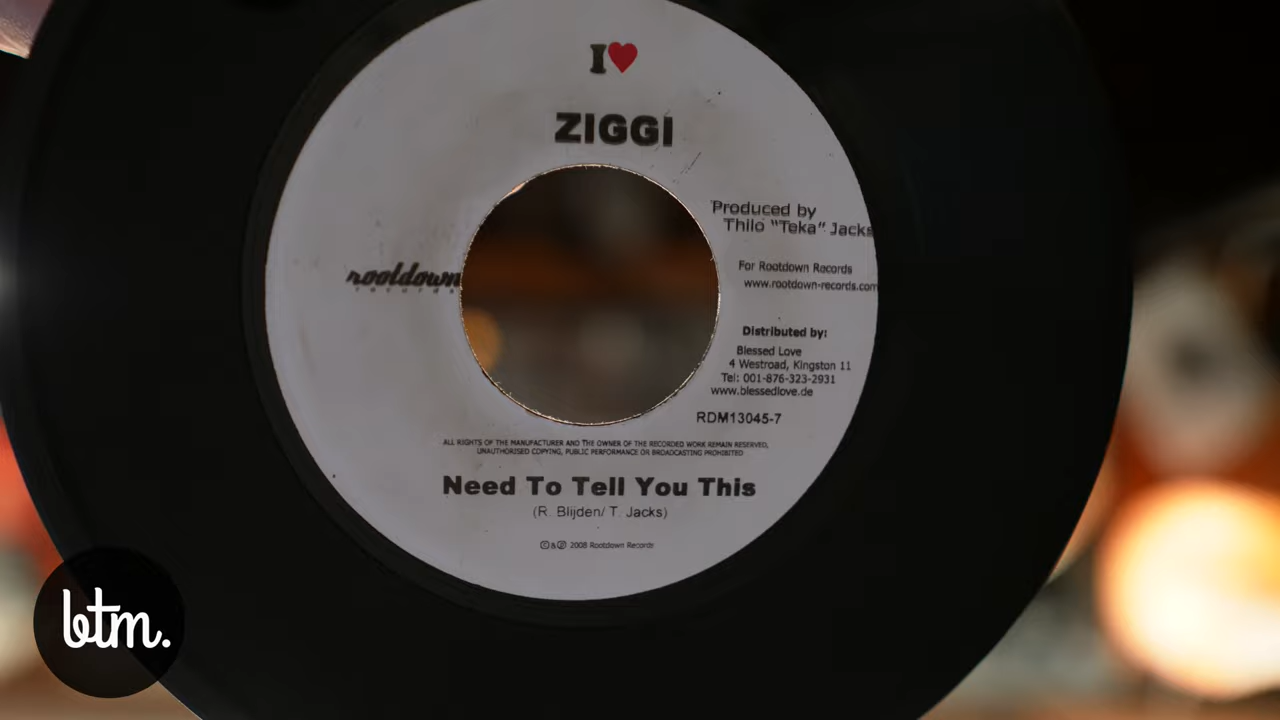 I♥
ZIGGI
Produced by
Thilo "Teka" Jacks
For Rootdown Records
www.rootdown-records.com
rootdown
records
Distributed by:
Blessed Love
4 Westroad, Kingston 11
Tel: 001-876-323-2931
www.blessedlove.de
RDM13045-7
ALL RIGHTS OF THE MANUFACTURER AND THE OWNER OF THE RECORDED WORK REMAIN RESERVED,
UNAUTHORISED COPYING, PUBLIC PERFORMANCE OR BROADCASTING PROHIBITED
Need To Tell You This
(R. Blijden/ T. Jacks)
©&℗ 2008 Rootdown Records
btm.